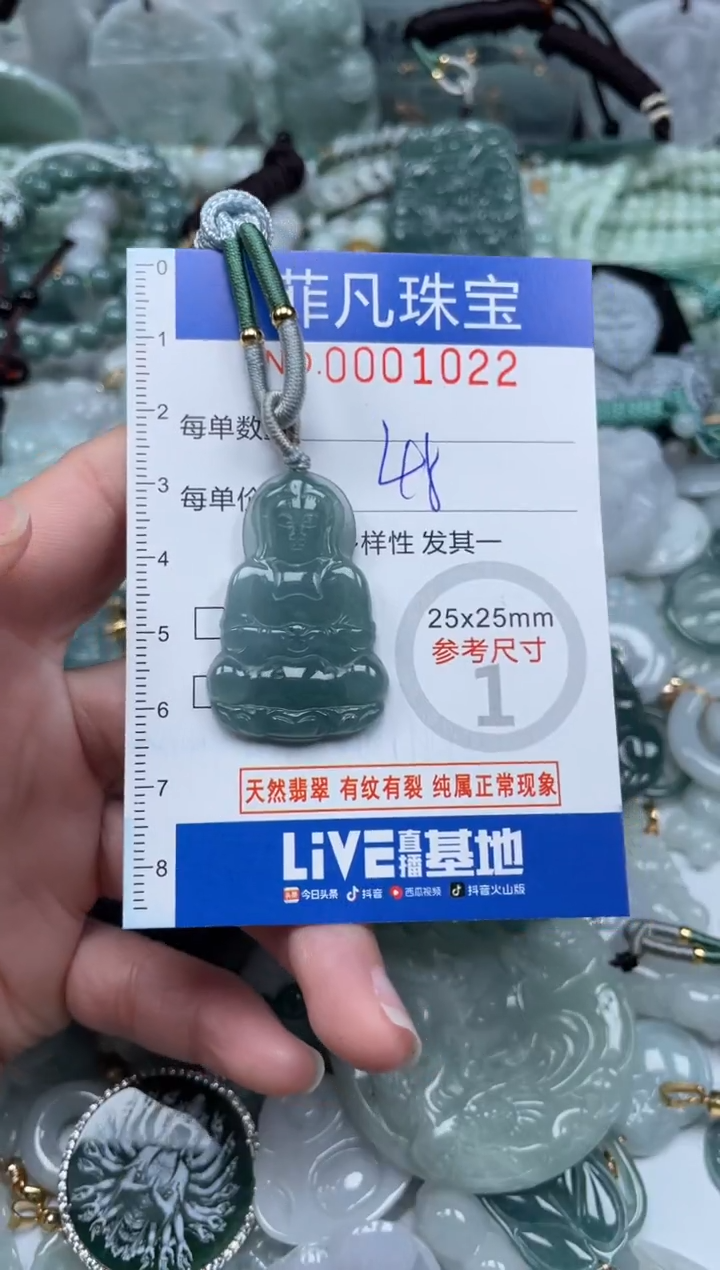 菲凡珠宝
NO.0001022
每单数
48
每单价
样性 发其一
25x25mm
参考尺寸
1
天然翡翠 有纹有裂 纯属正常现象
LiVE直播基地
头条 今日头条 抖音 西瓜视频 抖音火山版
0
1
2
3
4
5
6
7
8